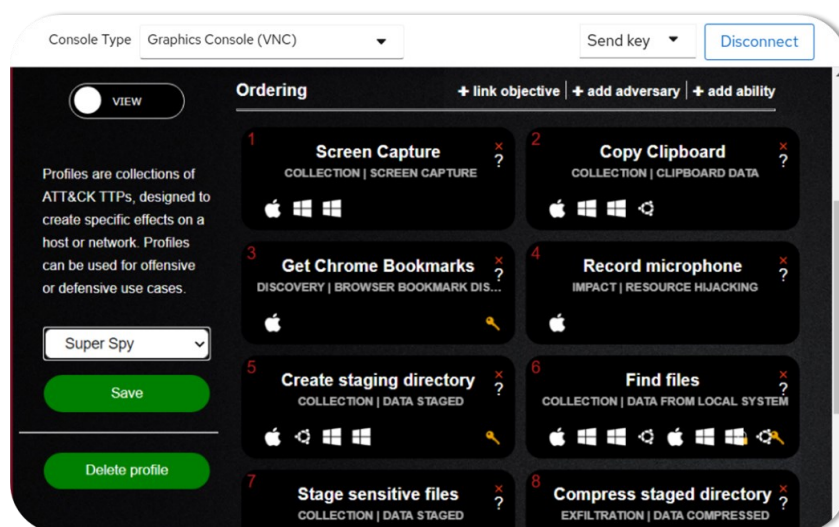 Console Type Graphics Console (VNC) Send key Disconnect
VIEW
Profiles are collections of
ATT&CK TTPs, designed to
create specific effects on a
host or network. Profiles
can be used for offensive
or defensive use cases.
Super Spy
Save
Delete profile
Ordering + link objective + add adversary + add ability
1
Screen Capture
COLLECTION | SCREEN CAPTURE
×
?
2
Copy Clipboard
COLLECTION | CLIPBOARD DATA
×
?
3
Get Chrome Bookmarks
DISCOVERY | BROWSER BOOKMARK DIS...
×
?
4
Record microphone
IMPACT | RESOURCE HIJACKING
×
?
5
Create staging directory
COLLECTION | DATA STAGED
×
?
6
Find files
COLLECTION | DATA FROM LOCAL SYSTEM
×
?
7
Stage sensitive files
COLLECTION | DATA STAGED
×
?
8
Compress staged directory
EXFILTRATION | DATA COMPRESSED
×
?